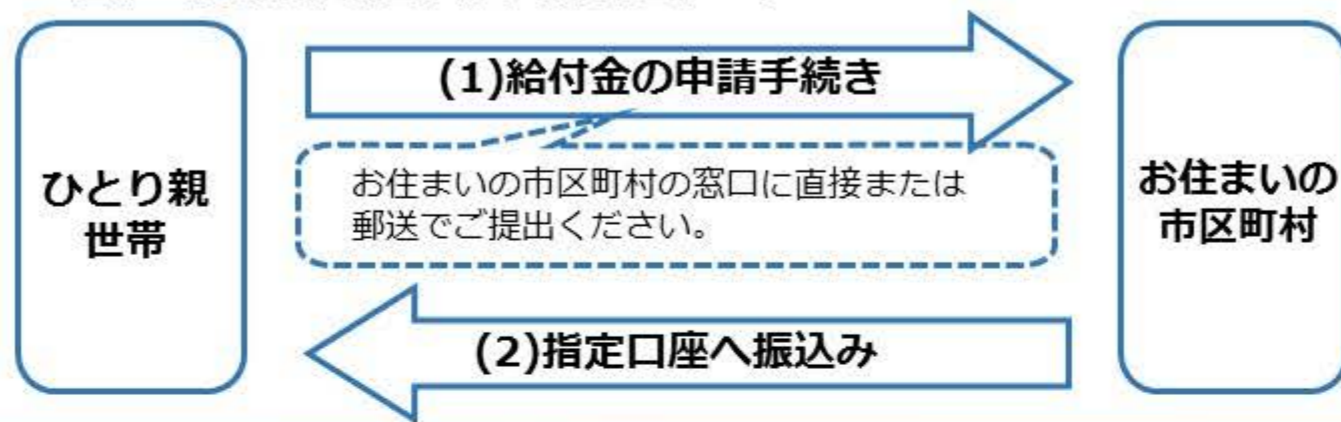 (1)給付金の申請手続き
ひとり親
世帯
お住まいの市区町村の窓口に直接または
郵送でご提出ください。
お住まいの
市区町村
(2)指定口座へ振込み